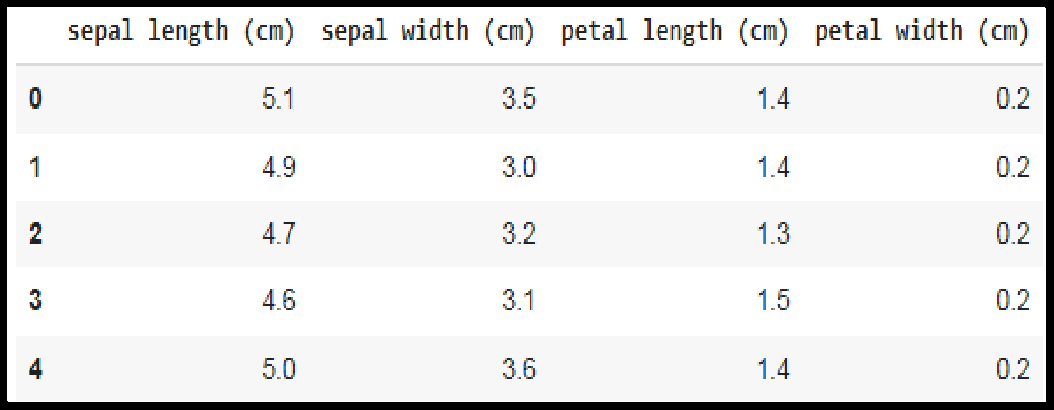 sepal length (cm) sepal width (cm) petal length (cm) petal width (cm)
0 5.1 3.5 1.4 0.2
1 4.9 3.0 1.4 0.2
2 4.7 3.2 1.3 0.2
3 4.6 3.1 1.5 0.2
4 5.0 3.6 1.4 0.2